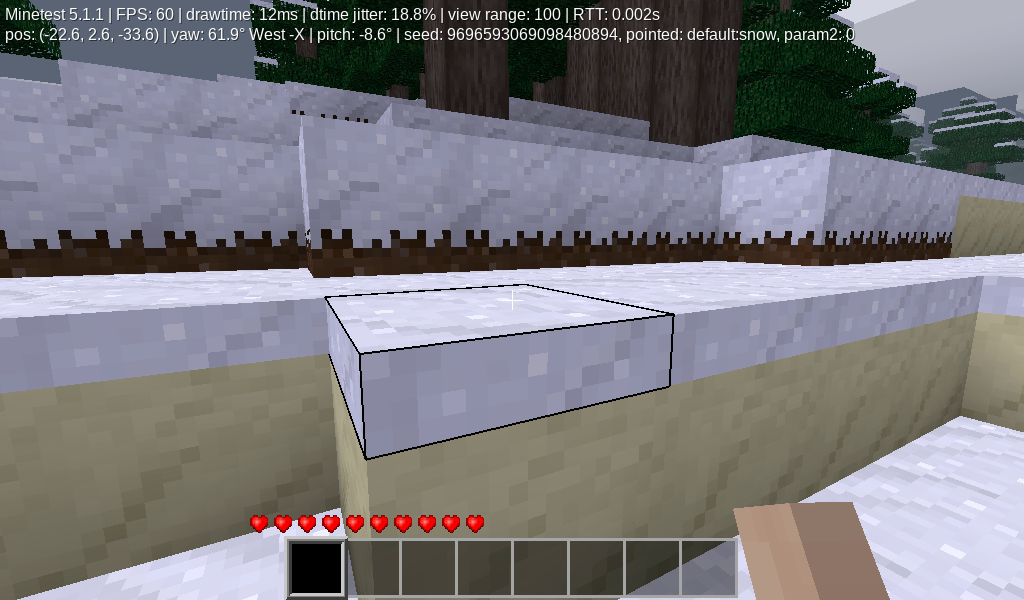 Minetest 5.1.1 | FPS: 60 | drawtime: 12ms | dtime jitter: 18.8% | view range: 100 | RTT: 0.002s
pos: (-22.6, 2.6, -33.6) | yaw: 61.9° West -X | pitch: -8.6° | seed: 9696593069098480894, pointed: default:snow, param2: 0